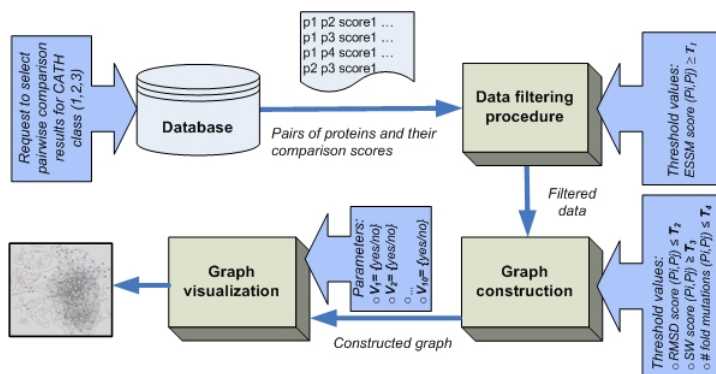 Request to select
pairwise comparison
results for CATH
class (1,2,3)
Database
p1 p2 score1 ...
p1 p3 score1 ...
p1 p4 score1 ...
p2 p3 score1
Pairs of proteins and their
comparison scores
Data filtering
procedure
Threshold values:
ESSM score (Pi,Pj) ≥ T1
Filtered
data
Graph
construction
Threshold values:
○ RMSD score (Pi,Pj) ≤ T2
○ SW score (Pi,Pj) ≥ T3
○ # fold mutations (Pi,Pj) ≤ T4
Constructed graph
Parameters:
○ V1= {yes/no}
○ V2= {yes/no}
○ ...
○ V10= {yes/no}
Graph
visualization